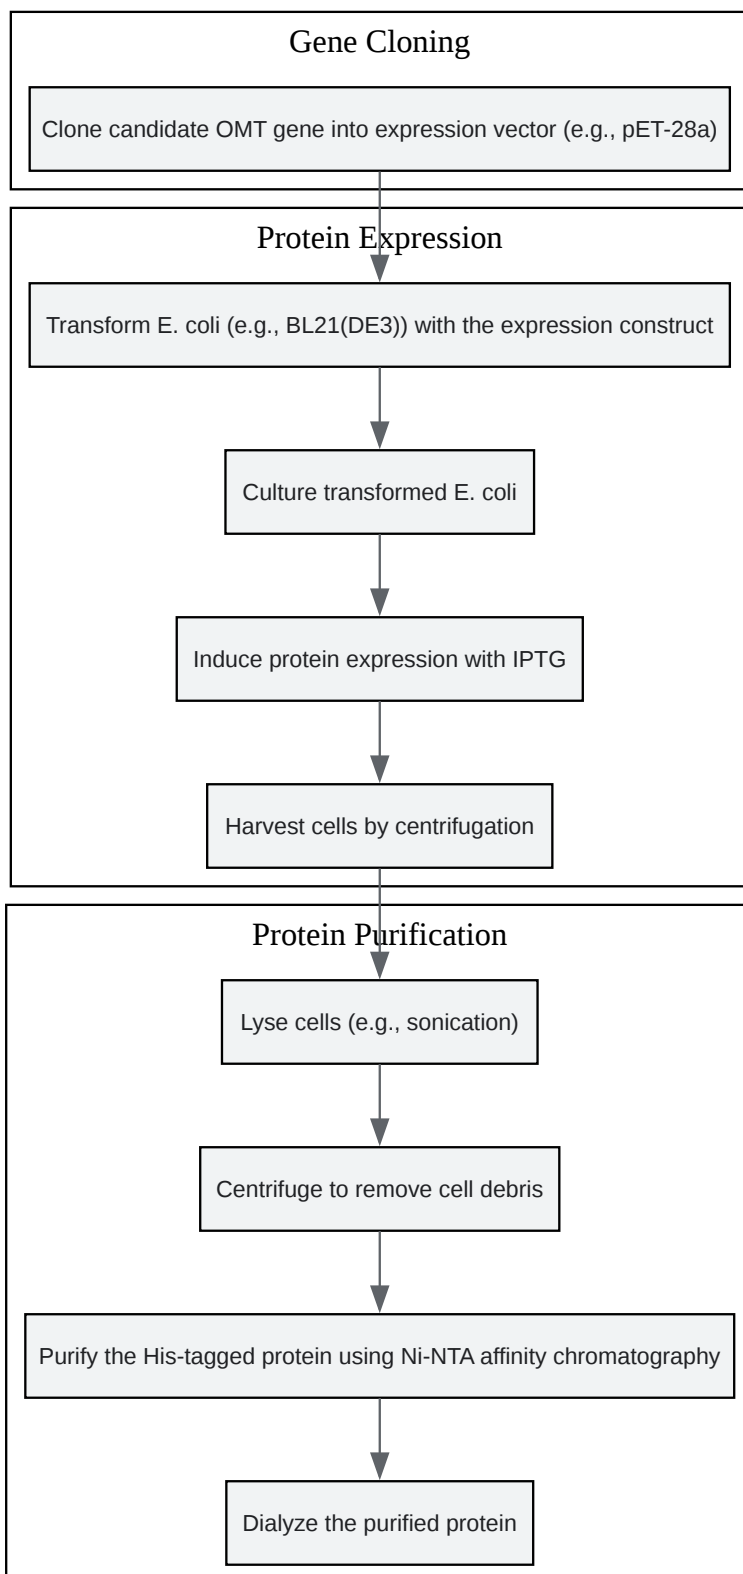 Gene Cloning
Clone candidate OMT gene into expression vector (e.g., pET-28a)
Protein Expression
Transform E. coli (e.g., BL21(DE3)) with the expression construct
Culture transformed E. coli
Induce protein expression with IPTG
Harvest cells by centrifugation
Protein Purification
Lyse cells (e.g., sonication)
Centrifuge to remove cell debris
Purify the His-tagged protein using Ni-NTA affinity chromatography
Dialyze the purified protein